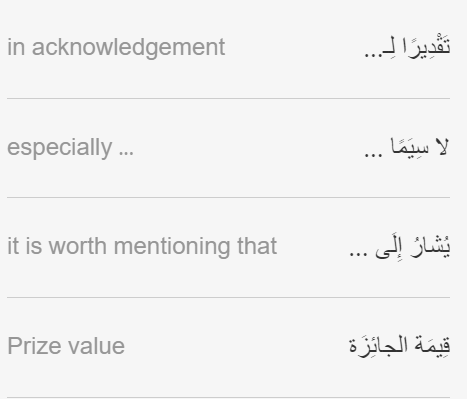 in acknowledgement تَقْدِيرًا لِـ...
especially ... لا سِيَمًا ...
it is worth mentioning that يُشارُ إِلَى ...
Prize value قِيمَة الجائِزَة